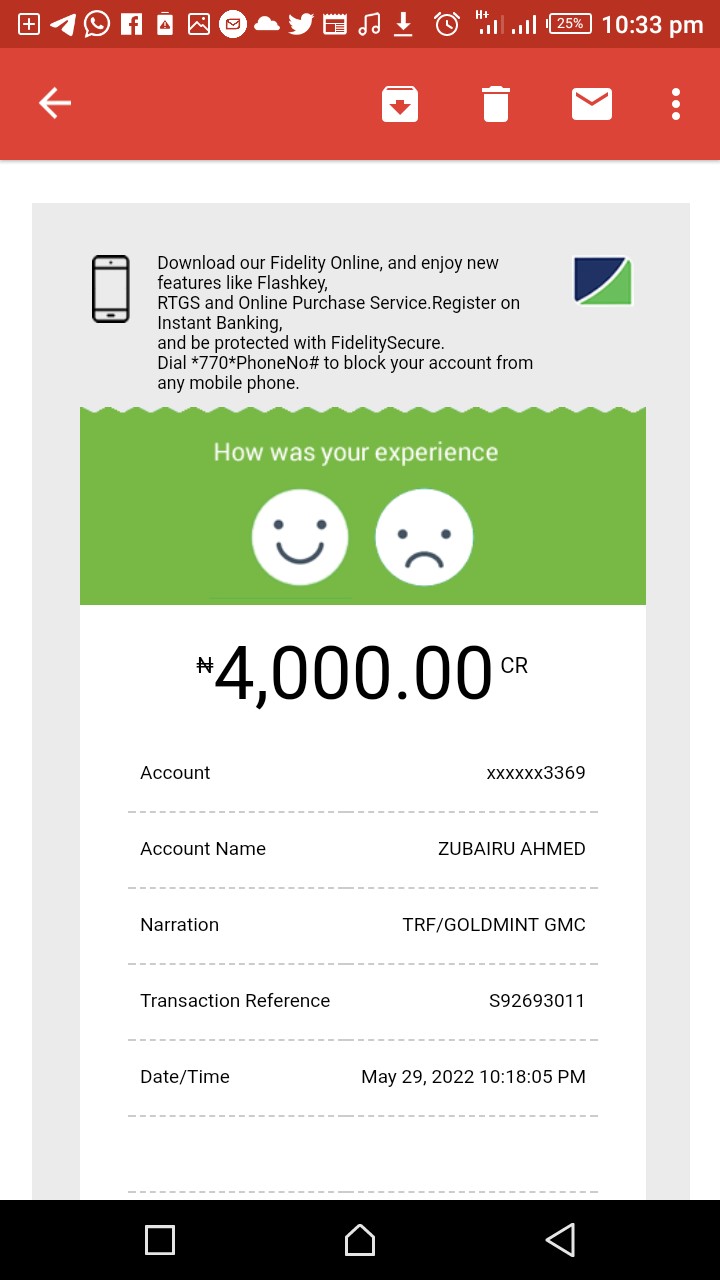 H+
25%
10:33 pm
Download our Fidelity Online, and enjoy new
features like Flashkey,
RTGS and Online Purchase Service.Register on
Instant Banking,
and be protected with FidelitySecure.
Dial *770*PhoneNo# to block your account from
any mobile phone.
How was your experience
₦4,000.00 CR
Account xxxxxx3369
Account Name ZUBAIRU AHMED
Narration TRF/GOLDMINT GMC
Transaction Reference S92693011
Date/Time May 29, 2022 10:18:05 PM